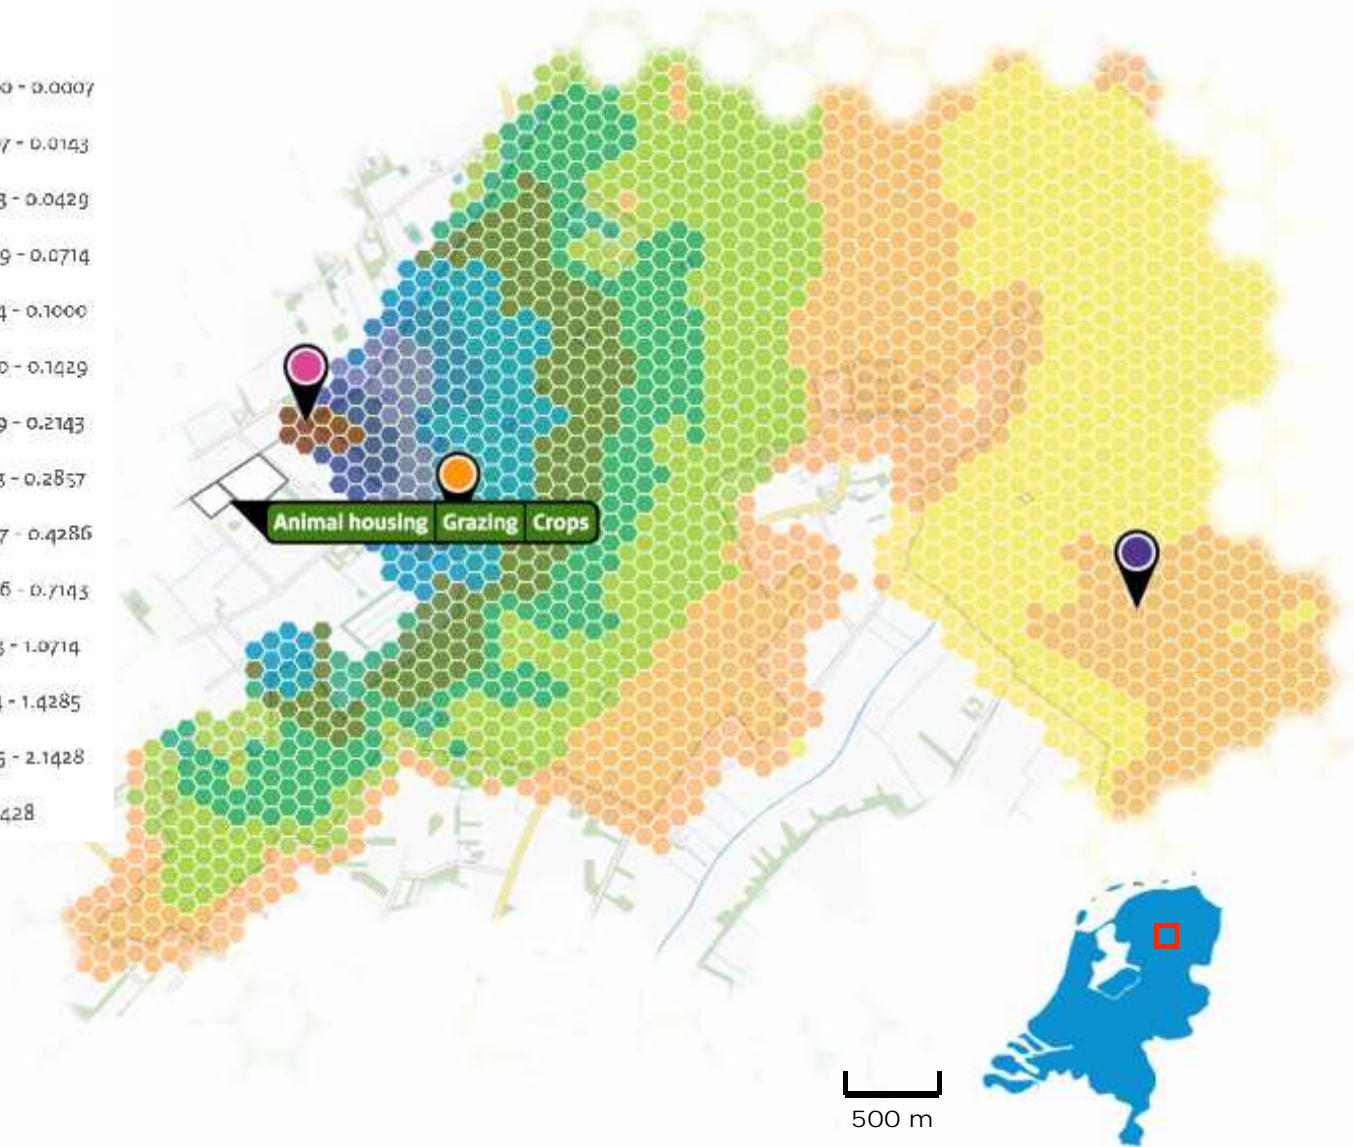 0 - 0.0007
7 - 0.0143
3 - 0.0429
9 - 0.0714
4 - 0.1000
0 - 0.1429
9 - 0.2143
3 - 0.2857
7 - 0.4286
6 - 0.7143
3 - 1.0714
4 - 1.4285
5 - 2.1428
428
Animal housing Grazing Crops
500 m